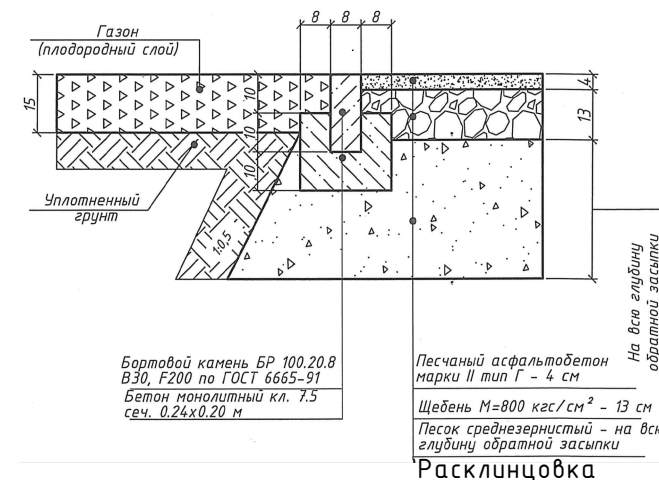 8 8 8
Газон
(плодородный слой)
15
10
10
10
4
13
Уплотненный
грунт
1:0,5
На всю глубину
обратной засыпки
Бортовой камень БР 100.20.8
В30, F200 по ГОСТ 6665-91
Бетон монолитный кл. 7.5
сеч. 0.24х0.20 м
Песчаный асфальтобетон
марки II тип Г - 4 см
Щебень М=800 кгс/см² - 13 см
Песок среднезернистый - на всю
глубину обратной засыпки
Расклинцовка